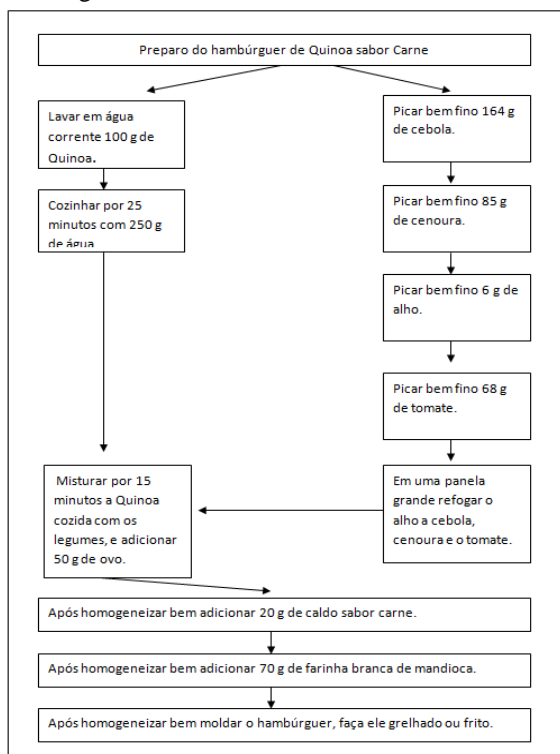 Preparo do hambúrguer de Quinoa sabor Carne
Lavar em água
corrente 100 g de
Quinoa.
Cozinhar por 25
minutos com 250 g
de água
Picar bem fino 164 g
de cebola.
Picar bem fino 85 g
de cenoura.
Picar bem fino 6 g de
alho.
Picar bem fino 68 g
de tomate.
Em uma panela
grande refogar o
alho a cebola,
cenoura e o tomate.
Misturar por 15
minutos a Quinoa
cozida com os
legumes, e adicionar
50 g de ovo.
Após homogeneizar bem adicionar 20 g de caldo sabor carne.
Após homogeneizar bem adicionar 70 g de farinha branca de mandioca.
Após homogeneizar bem moldar o hambúrguer, faça ele grelhado ou frito.